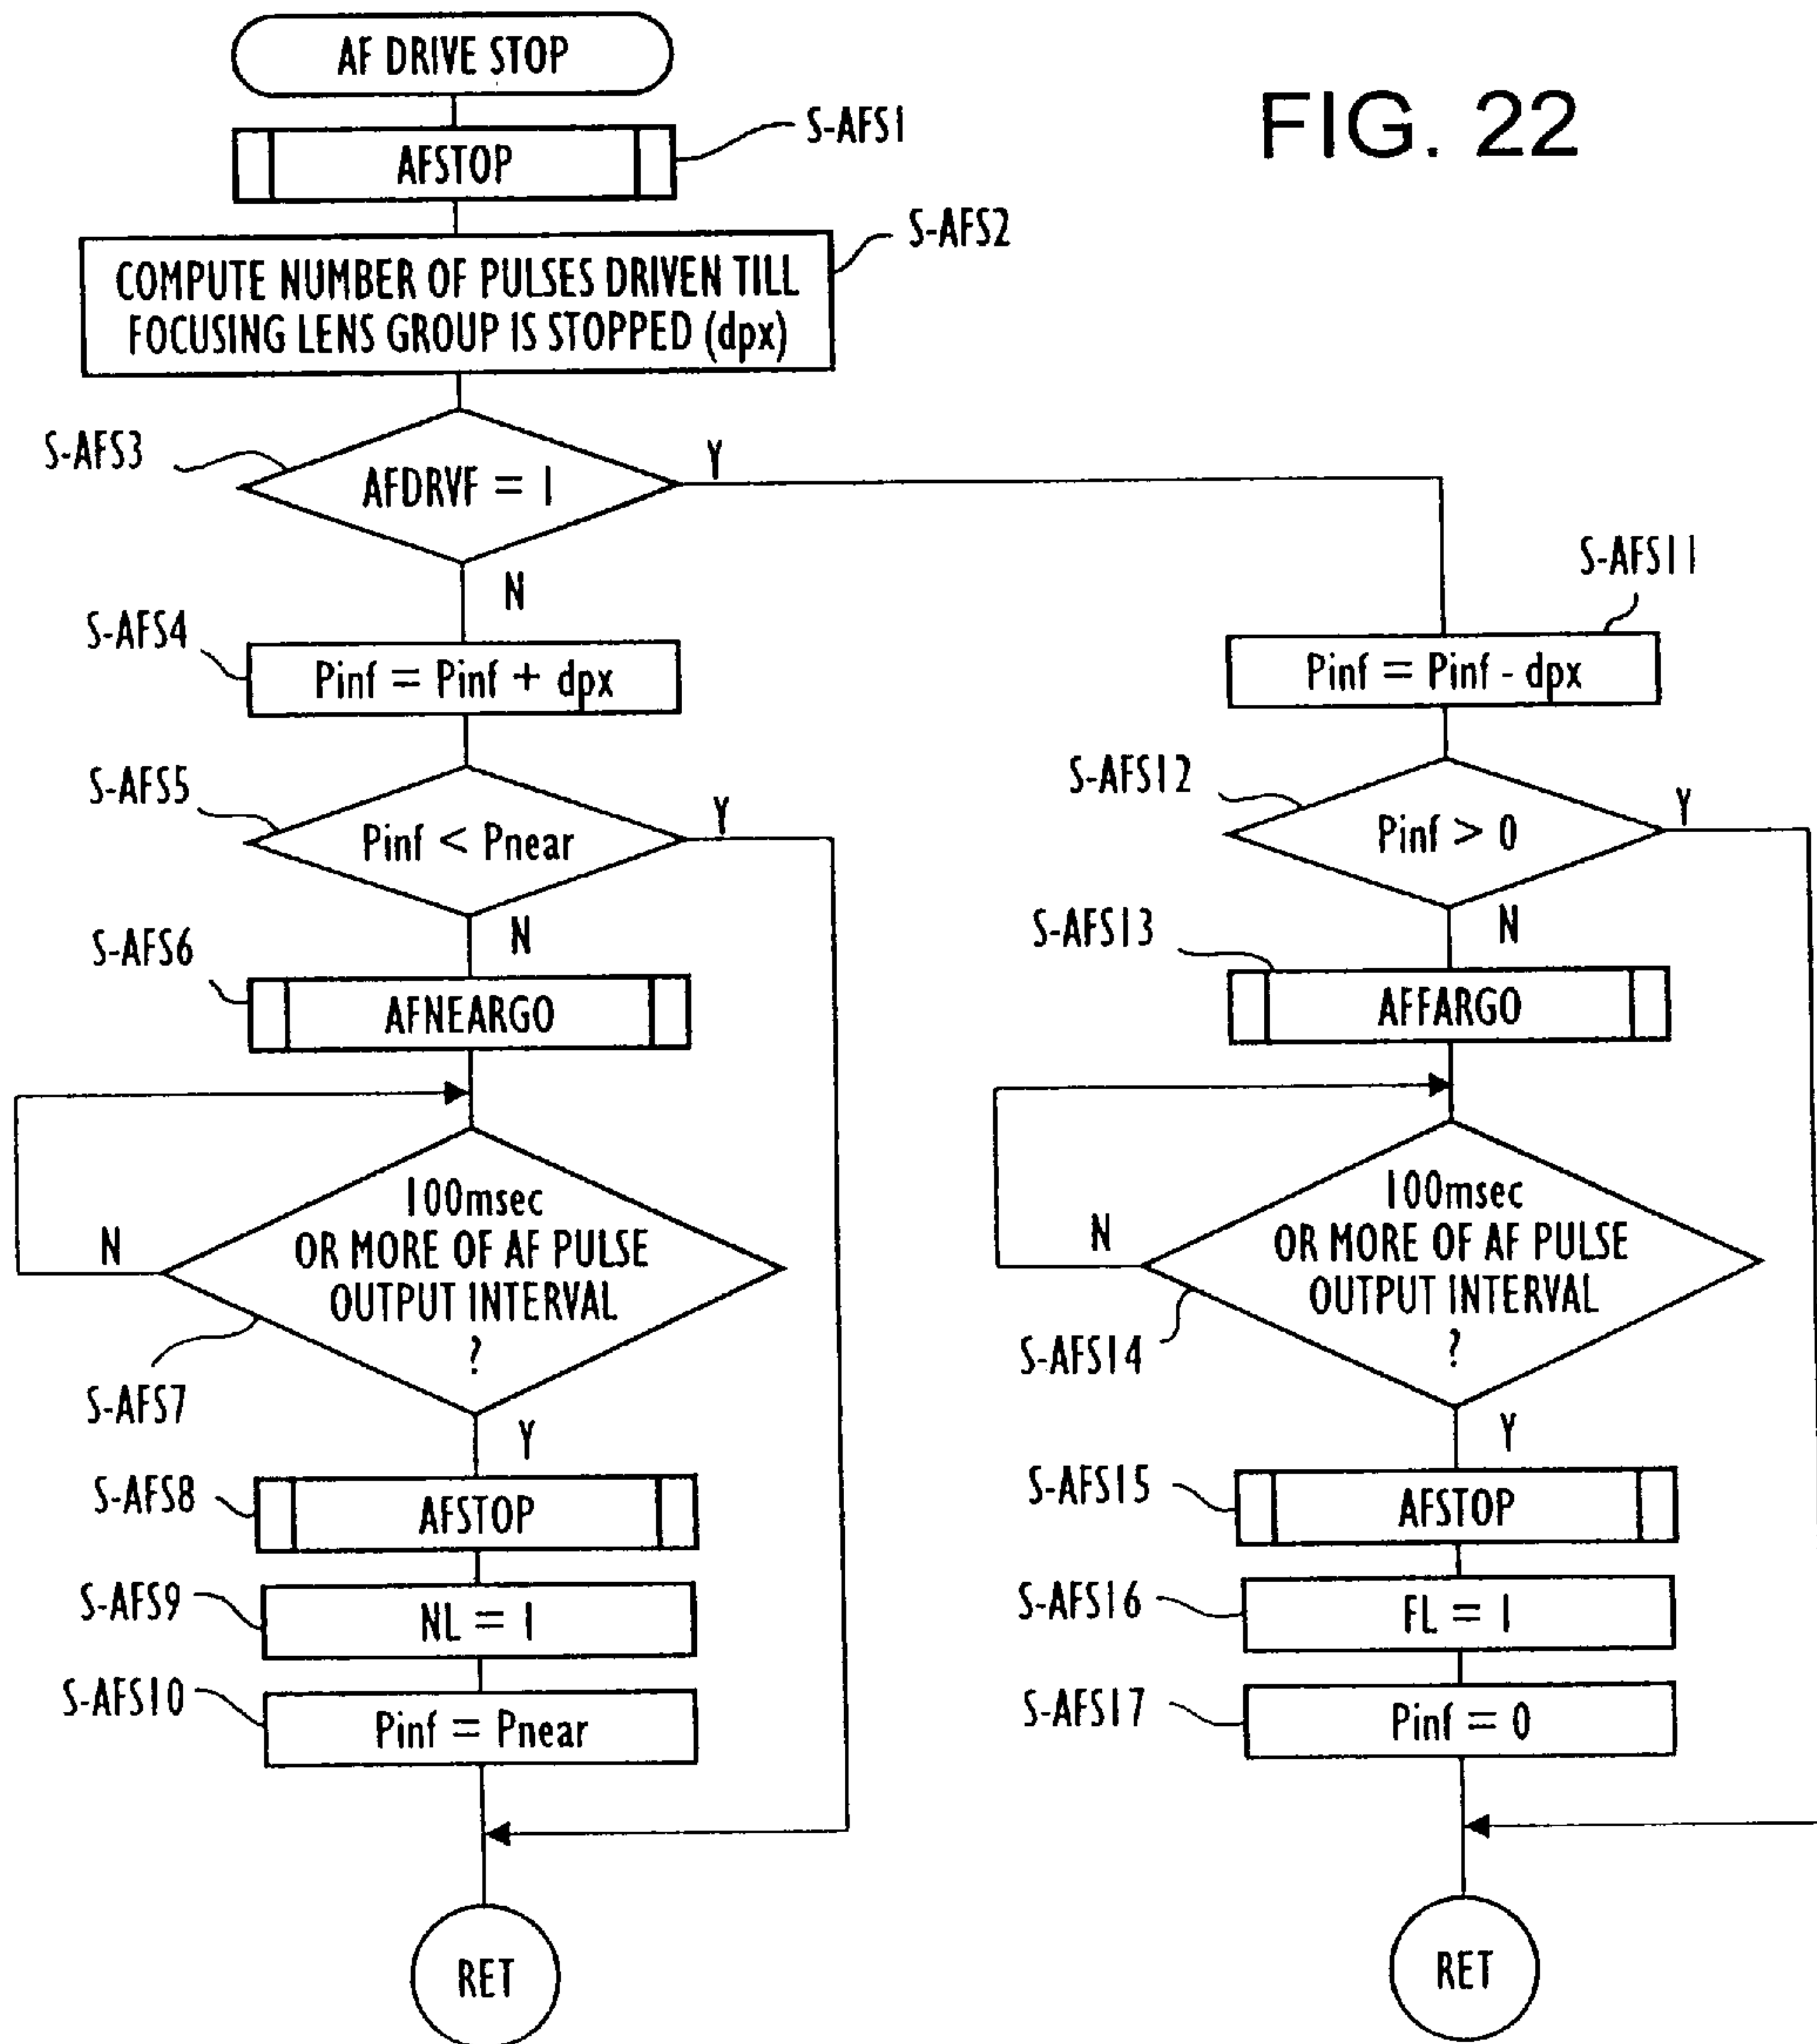 AF DRIVE STOP
FIG. 22
S-AFS1
AFSTOP
S-AFS2
COMPUTE NUMBER OF PULSES DRIVEN TILL
FOCUSING LENS GROUP IS STOPPED (dpx)
S-AFS3
AFDRVF = 1
Y
N
S-AFS4
Pinf = Pinf + dpx
S-AFS5
Pinf < Pnear
Y
N
S-AFS6
AFNEARGO
100msec
OR MORE OF AF PULSE
OUTPUT INTERVAL
?
N
S-AFS7
Y
S-AFS8
AFSTOP
S-AFS9
NL = 1
S-AFS10
Pinf = Pnear
RET
S-AFS11
Pinf = Pinf - dpx
S-AFS12
Pinf > 0
Y
N
S-AFS13
AFFARGO
100msec
OR MORE OF AF PULSE
OUTPUT INTERVAL
?
N
S-AFS14
Y
S-AFS15
AFSTOP
S-AFS16
FL = 1
S-AFS17
Pinf = 0
RET